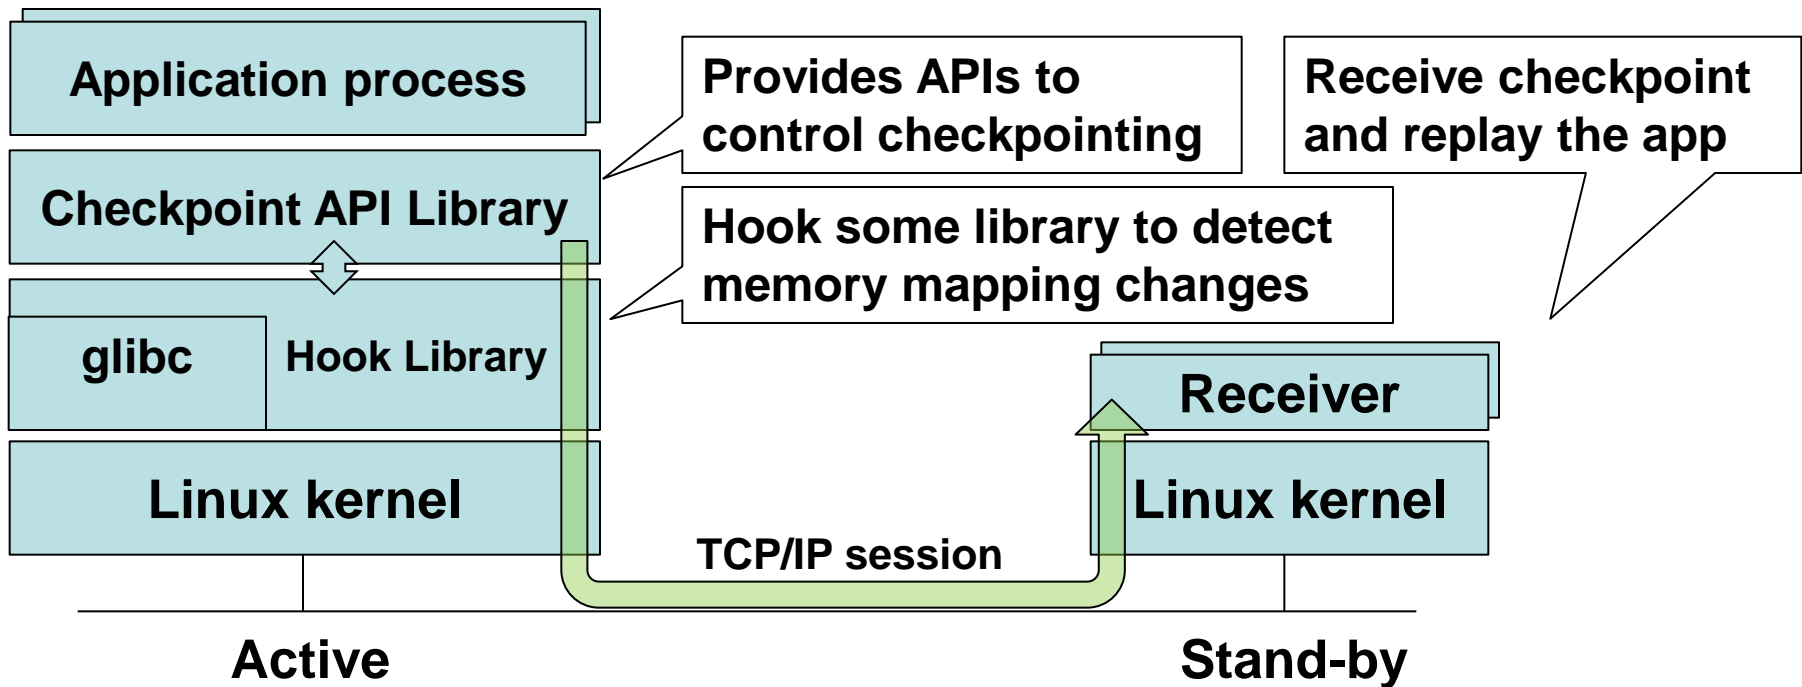 Application process
Provides APIs to
control checkpointing
Receive checkpoint
and replay the app
Checkpoint API Library
Hook some library to detect
memory mapping changes
glibc
Hook Library
Receiver
Linux kernel
Linux kernel
TCP/IP session
Active
Stand-by